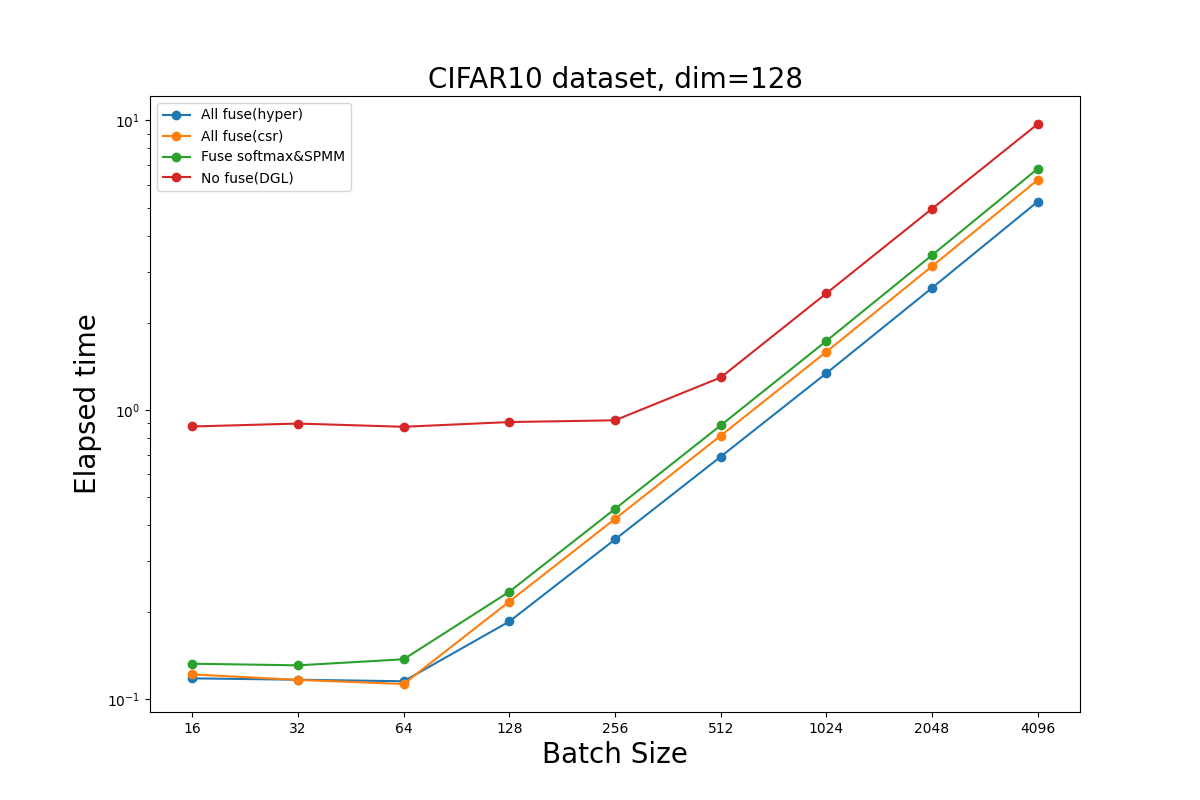 CIFAR10 dataset, dim=128
All fuse(hyper)
All fuse(csr)
Fuse softmax&SPMM
No fuse(DGL)
Elapsed time
10¹
10⁰
10⁻¹
16 32 64 128 256 512 1024 2048 4096
Batch Size